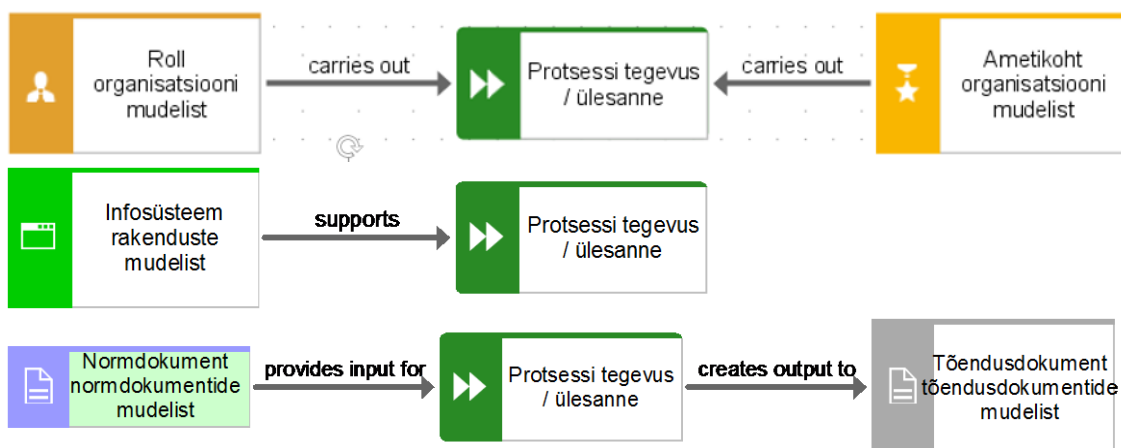 Roll
organisatsiooni
mudelist
carries out
Protsessi tegevus
/ ülesanne
carries out
Ametikoht
organisatsiooni
mudelist
Infosüsteem
rakenduste
mudelist
supports
Protsessi tegevus
/ ülesanne
Normdokument
normdokumentide
mudelist
provides input for
Protsessi tegevus
/ ülesanne
creates output to
Tõendusdokument
tõendusdokumentide
mudelist